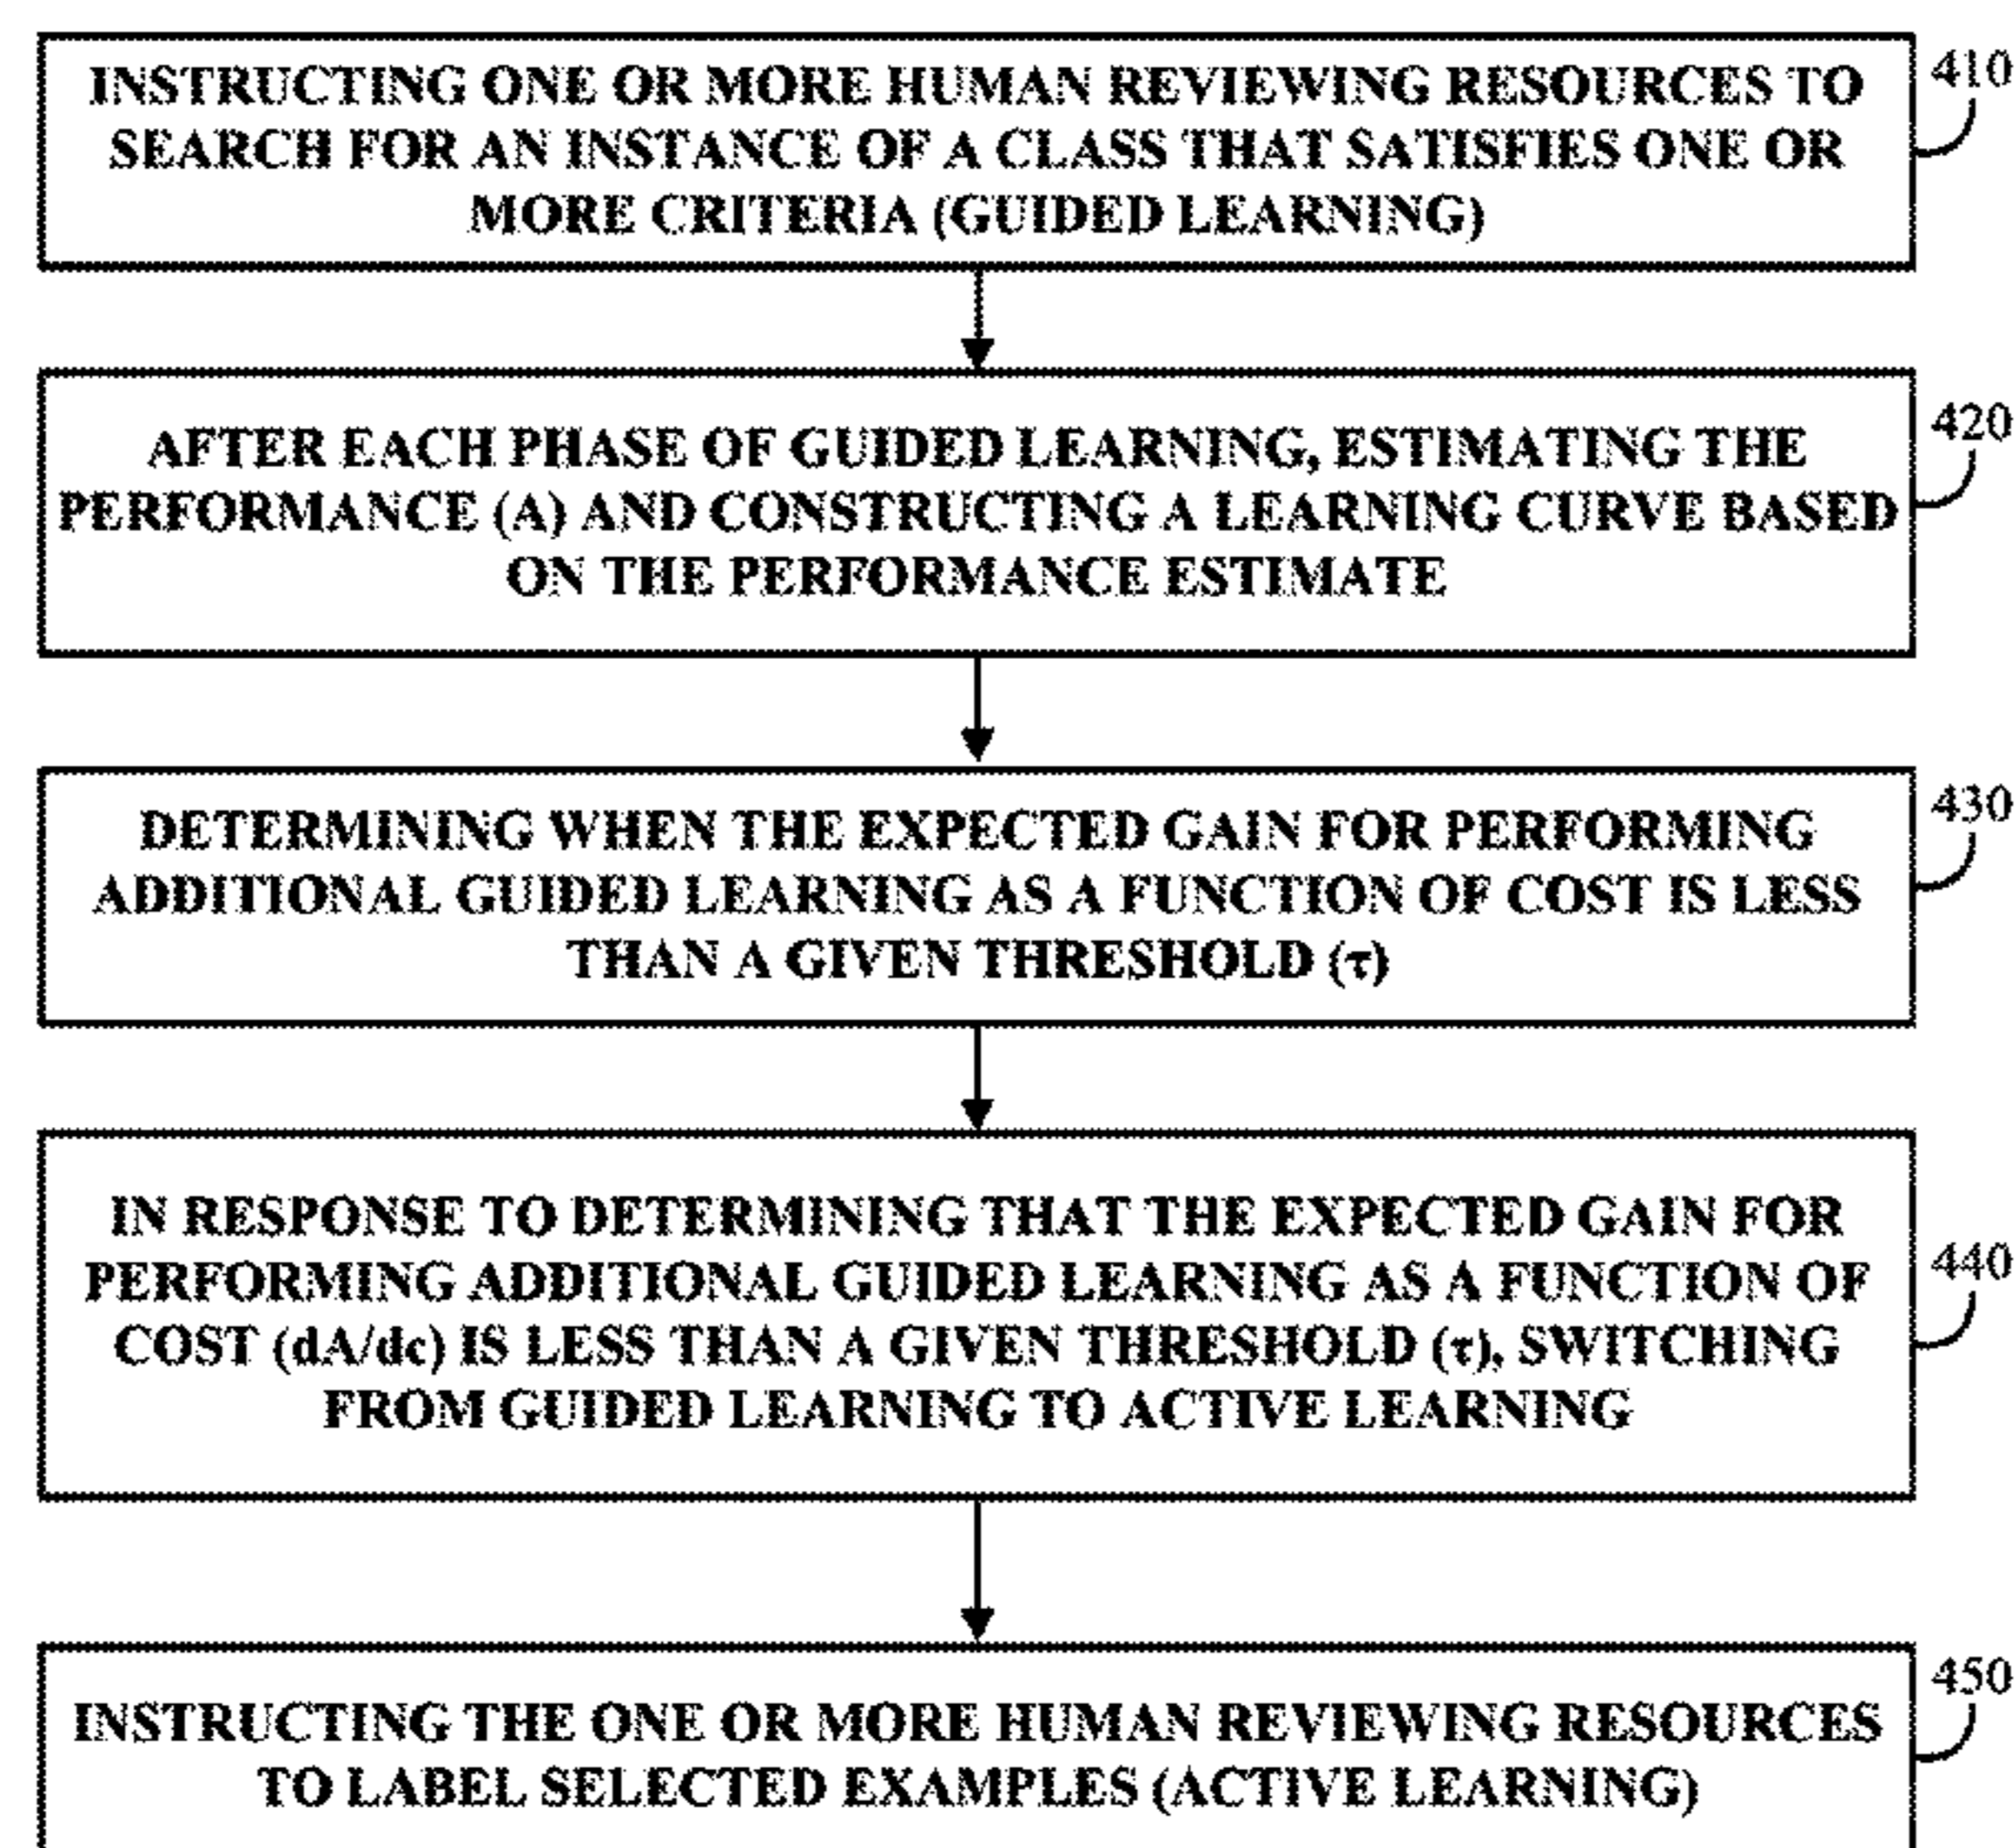 INSTRUCTING ONE OR MORE HUMAN REVIEWING RESOURCES TO
SEARCH FOR AN INSTANCE OF A CLASS THAT SATISFIES ONE OR
MORE CRITERIA (GUIDED LEARNING)
410
AFTER EACH PHASE OF GUIDED LEARNING, ESTIMATING THE
PERFORMANCE (A) AND CONSTRUCTING A LEARNING CURVE BASED
ON THE PERFORMANCE ESTIMATE
420
DETERMINING WHEN THE EXPECTED GAIN FOR PERFORMING
ADDITIONAL GUIDED LEARNING AS A FUNCTION OF COST IS LESS
THAN A GIVEN THRESHOLD (τ)
430
IN RESPONSE TO DETERMINING THAT THE EXPECTED GAIN FOR
PERFORMING ADDITIONAL GUIDED LEARNING AS A FUNCTION OF
COST (dA/dc) IS LESS THAN A GIVEN THRESHOLD (τ), SWITCHING
FROM GUIDED LEARNING TO ACTIVE LEARNING
440
INSTRUCTING THE ONE OR MORE HUMAN REVIEWING RESOURCES
TO LABEL SELECTED EXAMPLES (ACTIVE LEARNING)
450